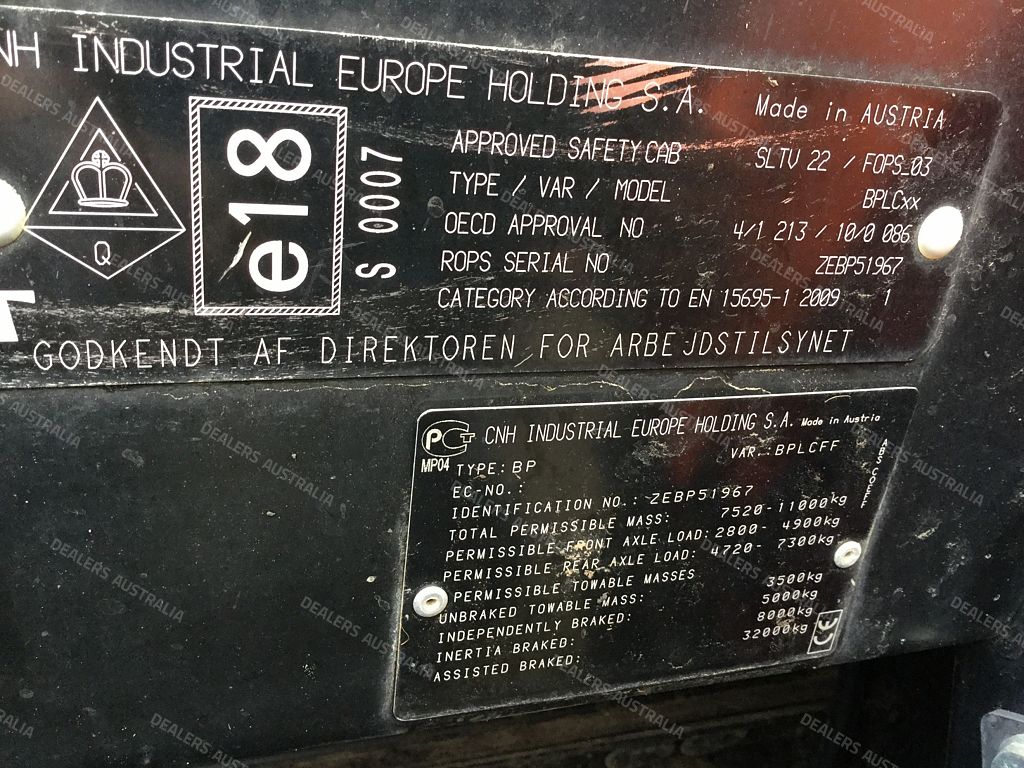 NH INDUSTRIAL EUROPE HOLDING S.A. Made in AUSTRIA
Q
e18
S 0007
APPROVED SAFETY CAB SLTV 22 / FOPS_03
TYPE / VAR / MODEL BPLCxx
OECD APPROVAL NO 4/1 213 / 10/0 086
ROPS SERIAL NO ZEBP51967
CATEGORY ACCORDING TO EN 15695-1 2009 1
GODKENDT AF DIREKTOREN FOR ARBEJDSTILSYNET
PCT CNH INDUSTRIAL EUROPE HOLDING S.A. Made in Austria
MP04 TYPE: BP VAR.: BPLCFF
EC-NO.:
IDENTIFICATION NO.: ZEBP51967
TOTAL PERMISSIBLE MASS: 7520-11000kg
PERMISSIBLE FRONT AXLE LOAD: 2800- 4900kg
PERMISSIBLE REAR AXLE LOAD: 4720- 7300kg
PERMISSIBLE TOWABLE MASSES
UNBRAKED TOWABLE MASS: 3500kg
INDEPENDENTLY BRAKED: 5000kg
INERTIA BRAKED: 8000kg
ASSISTED BRAKED: 32000kg
CE
DEALERS AUSTRALIA